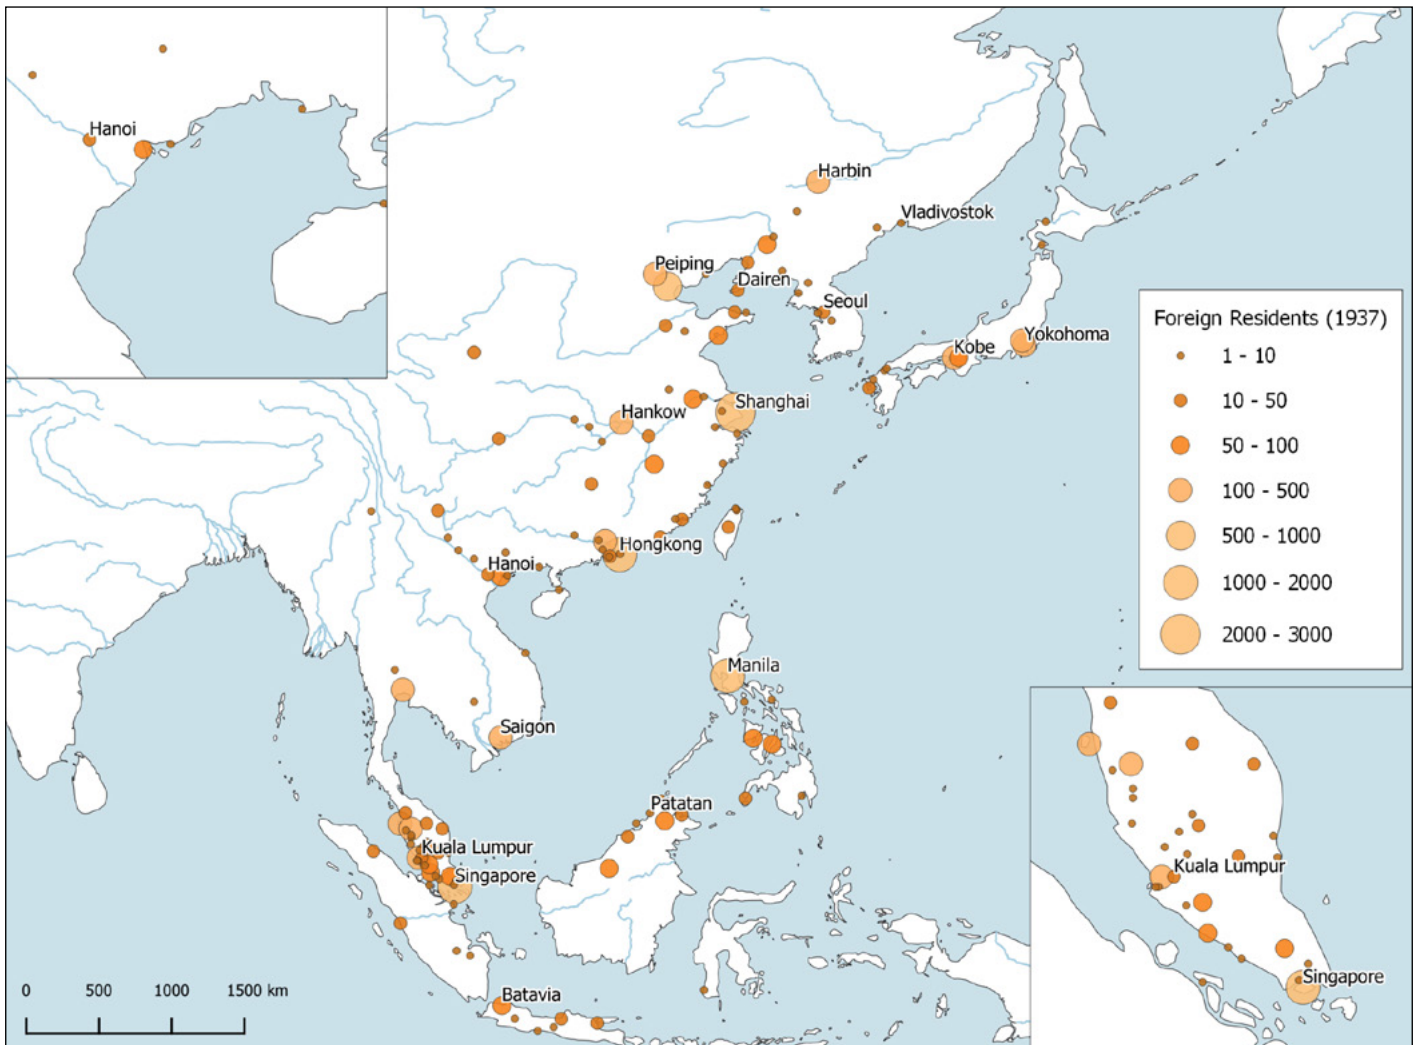 Hanoi
Harbin
Vladivostok
Peiping
Dairen
Seoul
Yokohoma
Kobe
Shanghai
Hankow
Hongkong
Hanoi
Manila
Saigon
Patatan
Kuala Lumpur
Singapore
Batavia
0 500 1000 1500 km
Foreign Residents (1937)
1 - 10
10 - 50
50 - 100
100 - 500
500 - 1000
1000 - 2000
2000 - 3000
Kuala Lumpur
Singapore